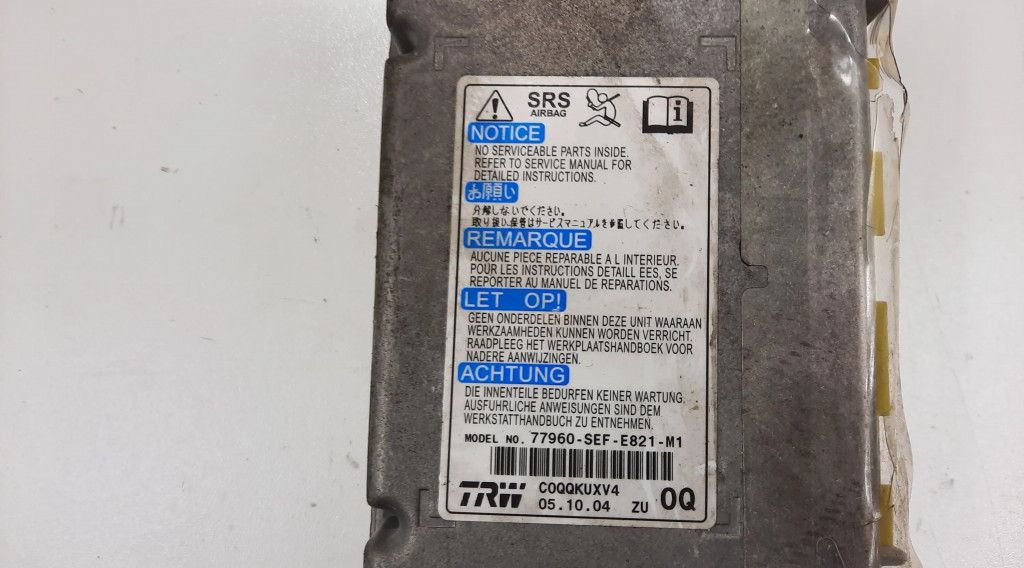 SRS
AIRBAG
NOTICE
NO SERVICEABLE PARTS INSIDE.
REFER TO SERVICE MANUAL FOR
DETAILED INSTRUCTIONS.
お願い
分解しないでください。
取り扱い、保管はサービスマニュアルを参照してください。
REMARQUE
AUCUNE PIECE REPARABLE A L INTERIEUR.
POUR LES INSTRUCTIONS DETAILL EES, SE
REPORTER AU MANUEL DE REPARATIONS.
LET OP!
GEEN ONDERDELEN BINNEN DEZE UNIT WAARAAN
WERKZAAMHEDEN KUNNEN WORDEN VERRICHT.
RAADPLEEG HET WERKPLAATSHANDBOEK VOOR
NADERE AANWIJZINGEN.
ACHTUNG
DIE INNENTEILE BEDURFEN KEINER WARTUNG.
AUSFUHRLICHE ANWEISUNGEN SIND DEM
WERKSTATTHANDBUCH ZU ENTNEHMEN.
MODEL NO. 77960-SEF-E821-M1
TRW C0QQKUXV4
05.10.04 ZU 0Q